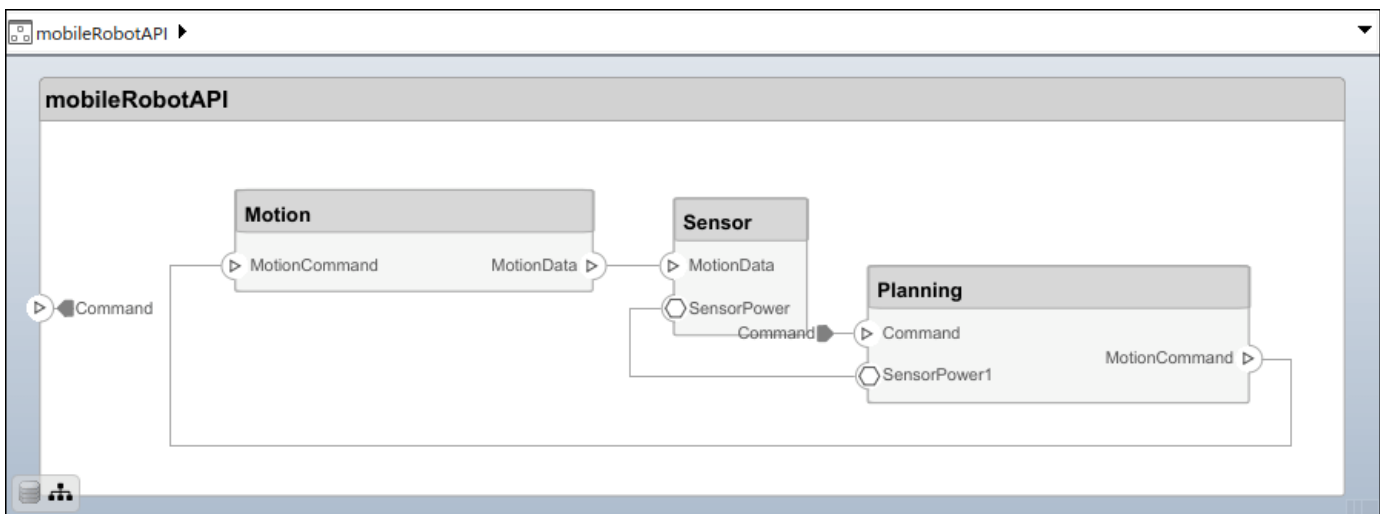 mobileRobotAPI
mobileRobotAPI
Motion
MotionCommand MotionData
Sensor
MotionData
SensorPower
Command
Planning
Command
SensorPower1
MotionCommand
Command